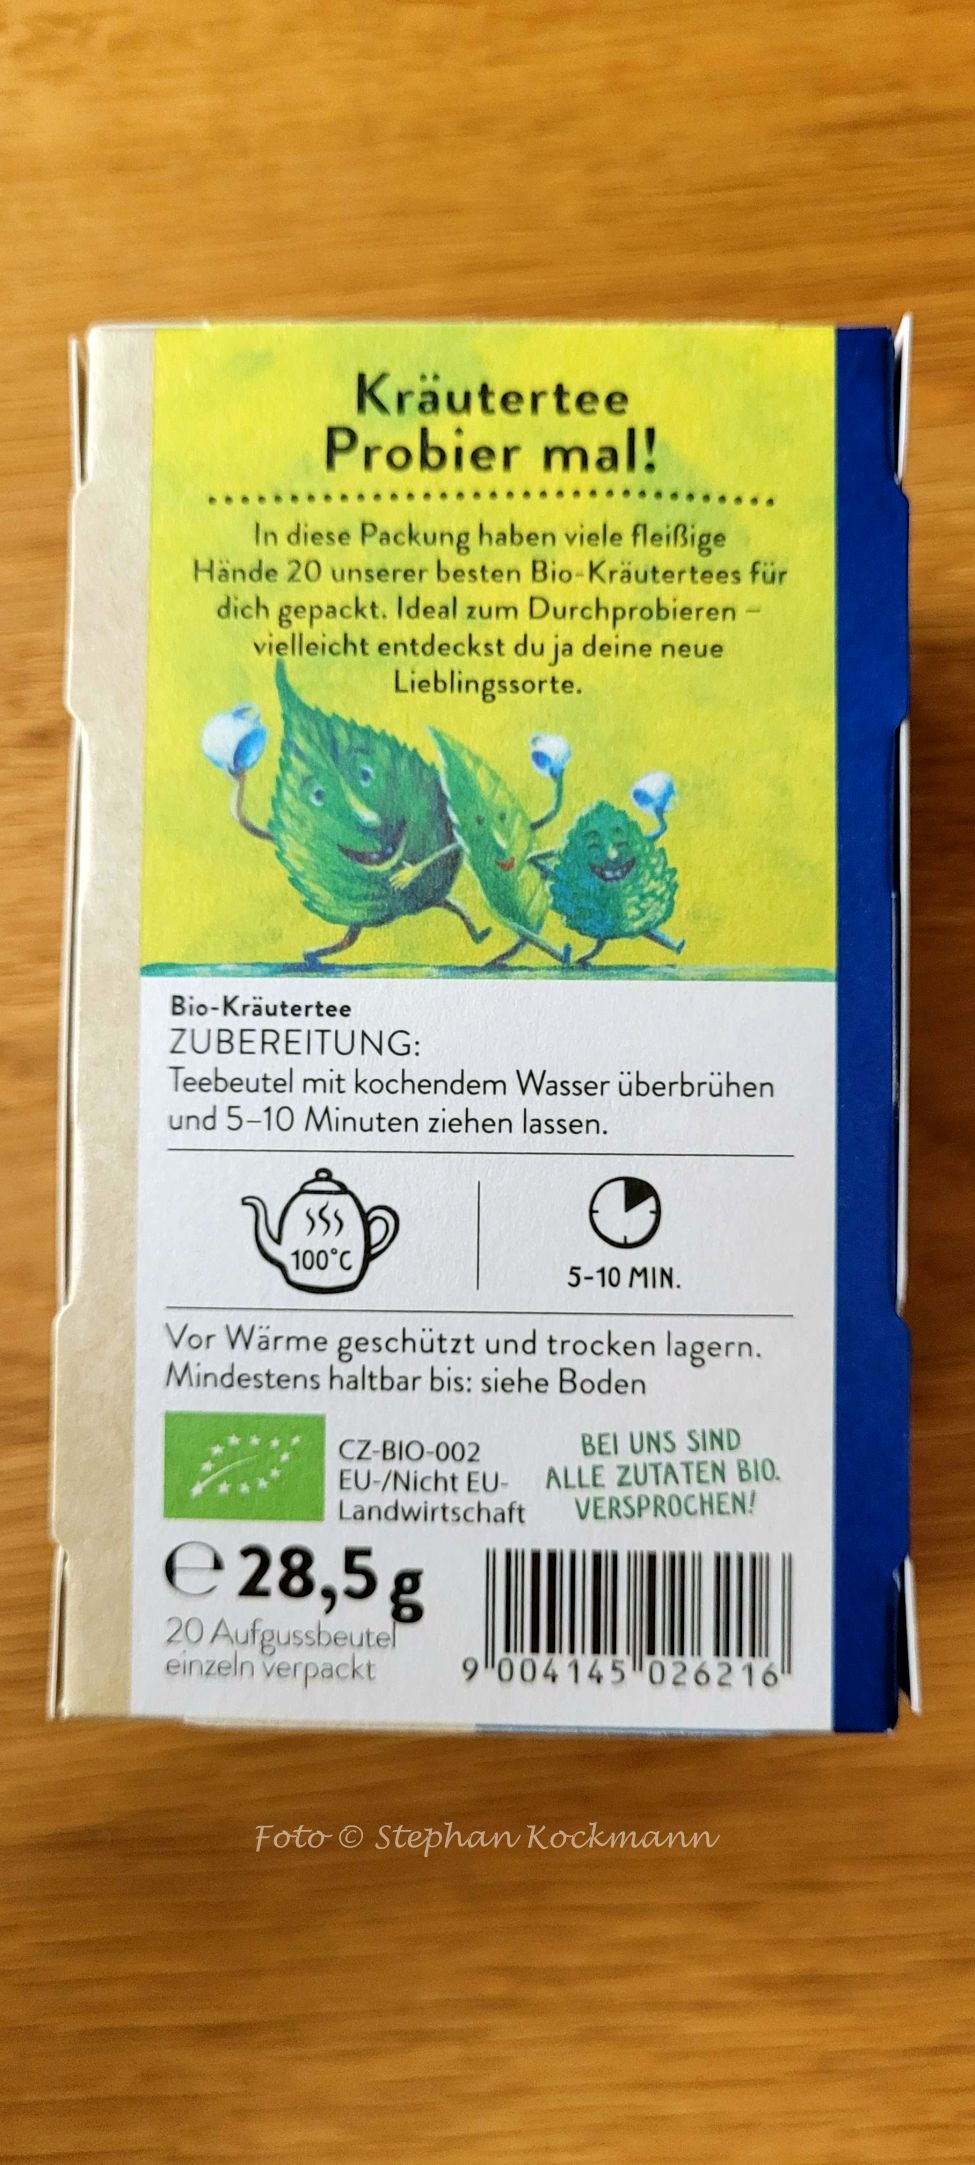 Kräutertee
Probier mal!
In diese Packung haben viele fleißige
Hände 20 unserer besten Bio-Kräutertees für
dich gepackt. Ideal zum Durchprobieren –
vielleicht entdeckst du ja deine neue
Lieblingssorte.
Bio-Kräutertee
ZUBEREITUNG:
Teebeutel mit kochendem Wasser überbrühen
und 5–10 Minuten ziehen lassen.
100°C
5-10 MIN.
Vor Wärme geschützt und trocken lagern.
Mindestens haltbar bis: siehe Boden
CZ-BIO-002
EU-/Nicht EU-
Landwirtschaft
BEI UNS SIND
ALLE ZUTATEN BIO.
VERSPROCHEN!
℮ 28,5 g
20 Aufgussbeutel
einzeln verpackt
9 004145 026216
Foto © Stephan Kockmann